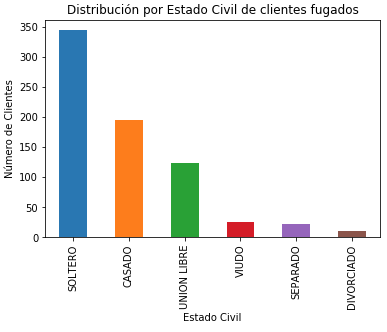 Distribución por Estado Civil de clientes fugados
Número de Clientes
350
300
250
200
150
100
50
0
SOLTERO
CASADO
UNION LIBRE
VIUDO
SEPARADO
DIVORCIADO
Estado Civil